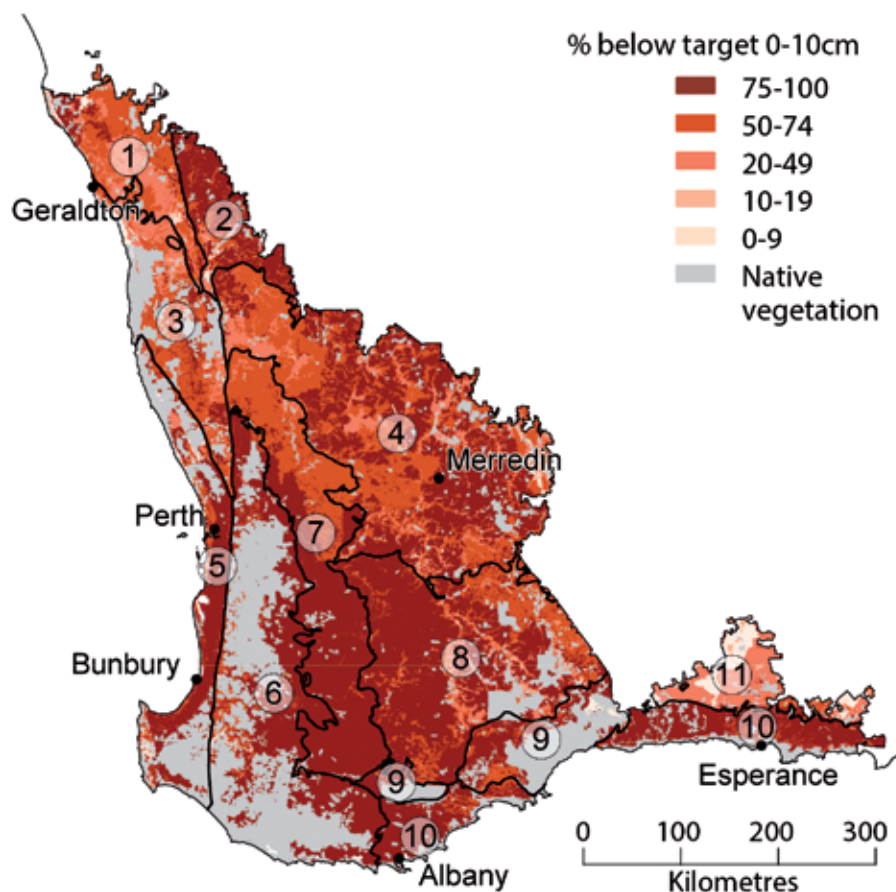 % below target 0-10cm
75-100
50-74
20-49
10-19
0-9
Native
vegetation
1
Geraldton
2
3
4
Merredin
Perth
7
5
Bunbury
8
6
11
9
10
Esperance
9
10
Albany
0 100 200 300
Kilometres